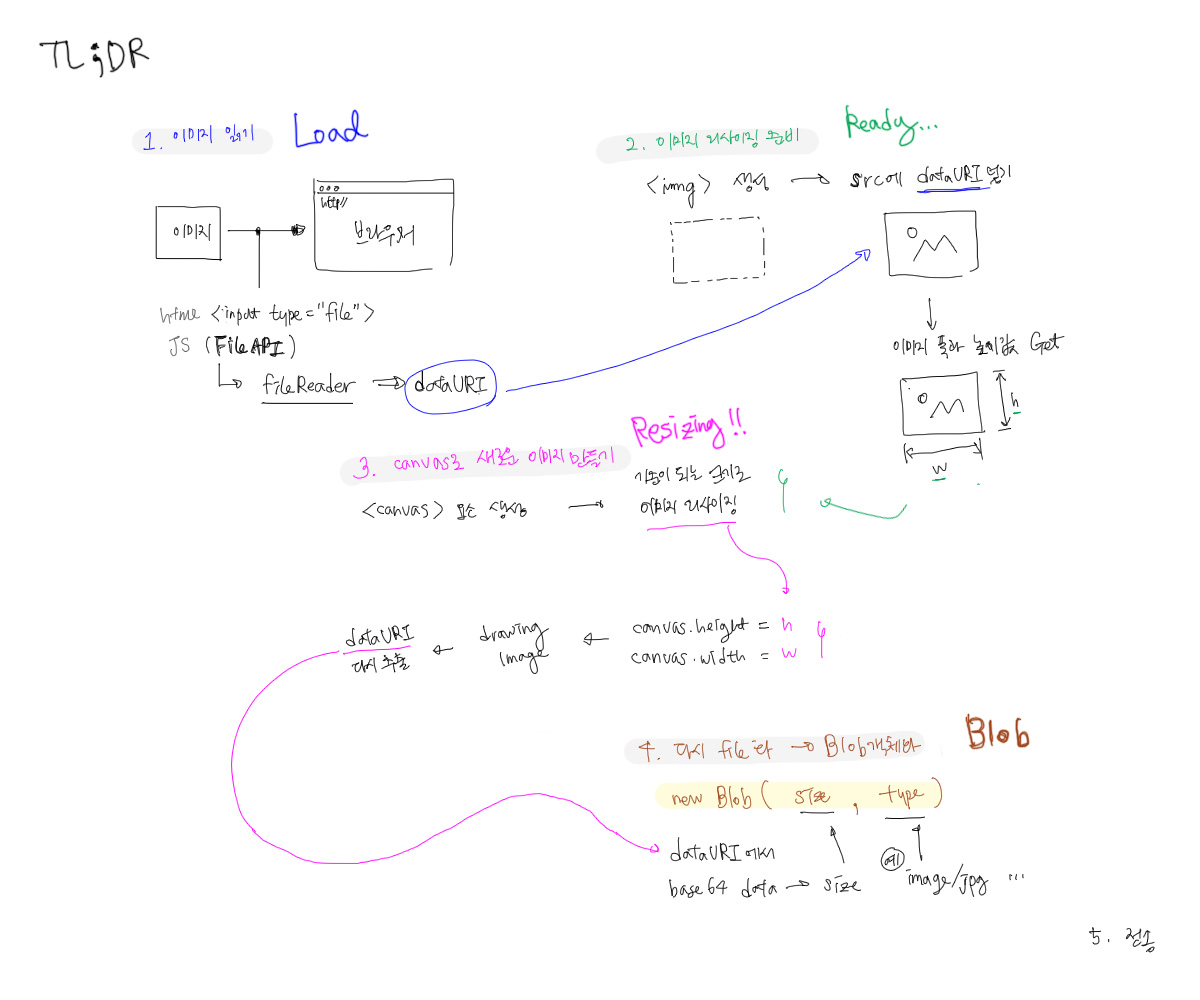 TL;DR
1. 이미지 읽기 Load
이미지
http//
브라우저
html <input type="file">
JS (FileAPI)
fileReader → dataURI
2. 이미지 리사이징 준비 Ready...
<img> 생성 → src에 dataURI 넣기
이미지 폭과 높이값 Get
h
w
3. canvas로 새로운 이미지 만들기 Resizing!!
<canvas> 요소 생성 → 기준이 되는 크기로
이미지 리사이징
canvas.height = h
canvas.width = w
← drawing
image
← dataURI
다시 추출
4. 다시 file화 → Blob객체화 Blob
new Blob ( size , type )
dataURI에서
base64 data → size
예) image/jpg ...
5. 전송